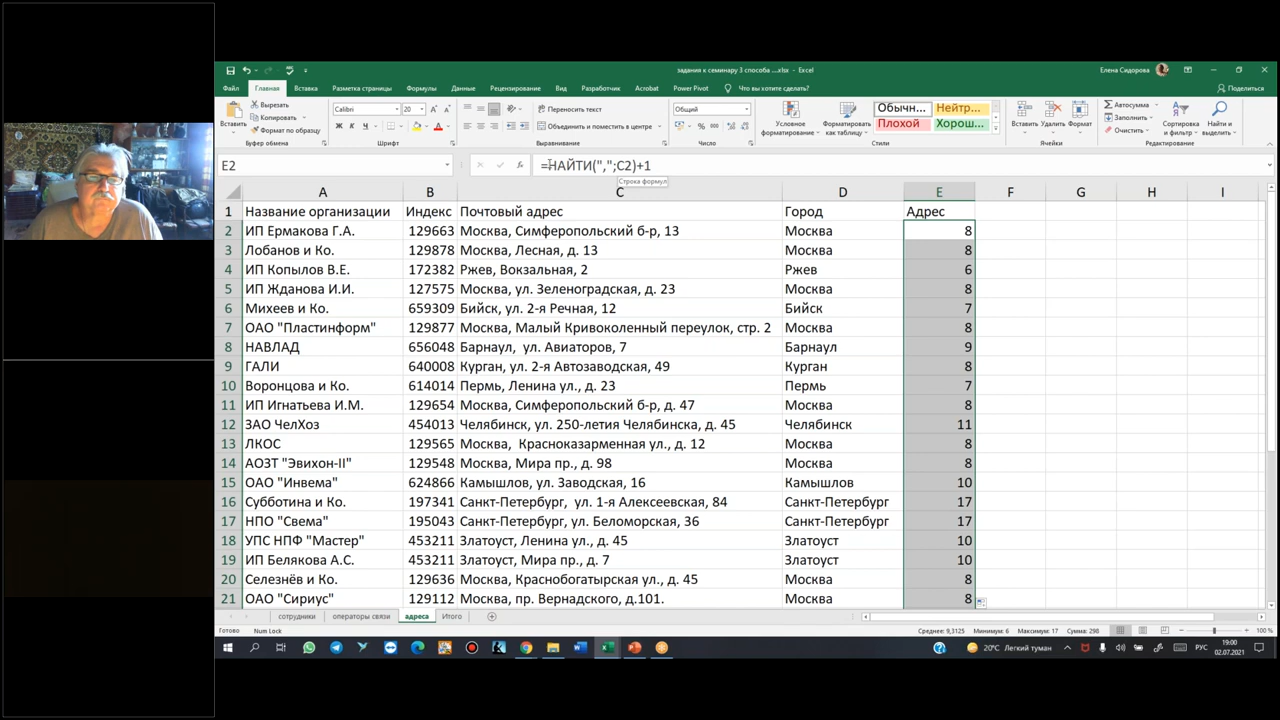 задания к семинару 3 способа ....xlsx - Excel
Елена Сидорова
Файл Главная Вставка Разметка страницы Формулы Данные Рецензирование Вид Разработчик Acrobat Power Pivot Что вы хотите сделать? Поделиться
Вставить
Вырезать
Копировать
Формат по образцу
Буфер обмена
Calibri 20
Ж К Ч
Шрифт
Переносить текст
Объединить и поместить в центре
Выравнивание
Общий
Число
Условное форматирование
Форматировать как таблицу
Обычн... Нейтр...
Плохой Хорош...
Стили
Вставить Удалить Формат
Ячейки
Автосумма
Заполнить
Очистить
Сортировка и фильтр
Найти и выделить
Редактирование
E2 =НАЙТИ(",";C2)+1
Строка формул
A B C D E F G H I
1 Название организации Индекс Почтовый адрес Город Адрес
2 ИП Ермакова Г.А. 129663 Москва, Симферопольский б-р, 13 Москва 8
3 Лобанов и Ко. 129878 Москва, Лесная, д. 13 Москва 8
4 ИП Копылов В.Е. 172382 Ржев, Вокзальная, 2 Ржев 6
5 ИП Жданова И.И. 127575 Москва, ул. Зеленоградская, д. 23 Москва 8
6 Михеев и Ко. 659309 Бийск, ул. 2-я Речная, 12 Бийск 7
7 ОАО "Пластинформ" 129877 Москва, Малый Кривоколенный переулок, стр. 2 Москва 8
8 НАВЛАД 656048 Барнаул, ул. Авиаторов, 7 Барнаул 9
9 ГАЛИ 640008 Курган, ул. 2-я Автозаводская, 49 Курган 8
10 Воронцова и Ко. 614014 Пермь, Ленина ул., д. 23 Пермь 7
11 ИП Игнатьева И.М. 129654 Москва, Симферопольский б-р, д. 47 Москва 8
12 ЗАО ЧелХоз 454013 Челябинск, ул. 250-летия Челябинска, д. 45 Челябинск 11
13 ЛКОС 129565 Москва, Красноказарменная ул., д. 12 Москва 8
14 АОЗТ "Эвихон-II" 129548 Москва, Мира пр., д. 98 Москва 8
15 ОАО "Инвема" 624866 Камышлов, ул. Заводская, 16 Камышлов 10
16 Субботина и Ко. 197341 Санкт-Петербург, ул. 1-я Алексеевская, 84 Санкт-Петербург 17
17 НПО "Свема" 195043 Санкт-Петербург, ул. Беломорская, 36 Санкт-Петербург 17
18 УПС НПФ "Мастер" 453211 Златоуст, Ленина ул., д. 45 Златоуст 10
19 ИП Белякова А.С. 453211 Златоуст, Мира пр., д. 7 Златоуст 10
20 Селезнёв и Ко. 129636 Москва, Краснобогатырская ул., д. 45 Москва 8
21 ОАО "Сириус" 129112 Москва, пр. Вернадского, д.101. Москва 8
сотрудники операторы связи адреса Итого
Готово Num Lock Среднее: 9,3125 Минимум: 6 Максимум: 17 Сумма: 298 100 %
20°C Легкий туман РУС 19:00
02.07.2021